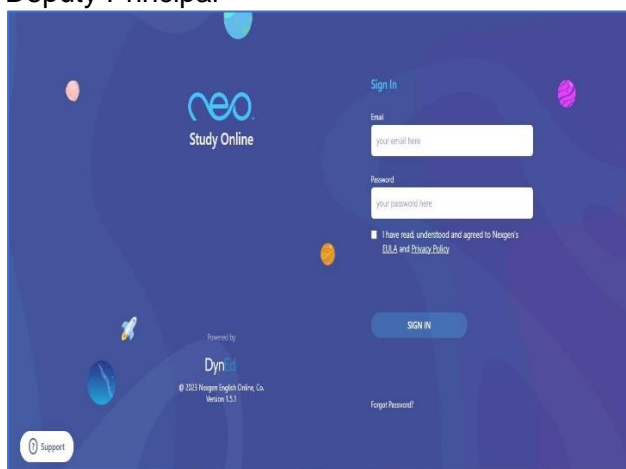 Deputy Principal
neo
Study Online
Powered by
DynEd
© 2023 Nexgen English Online, Co.
Version 1.5.1
Support
Sign In
Email
your email here
Password
your password here
I have read, understood and agreed to Nexgen's
EULA and Privacy Policy
SIGN IN
Forgot Password?